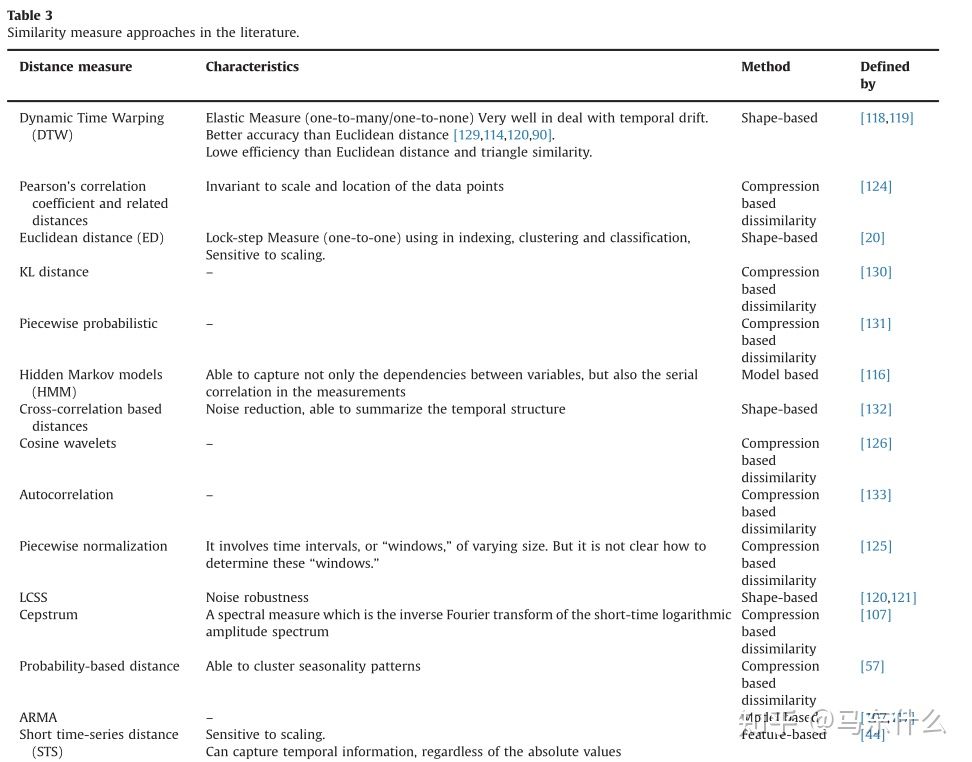 Table 3
Similarity measure approaches in the literature.
Distance measure Characteristics Method Defined
by
Dynamic Time Warping Elastic Measure (one-to-many/one-to-none) Very well in deal with temporal drift. Shape-based [118,119]
(DTW) Better accuracy than Euclidean distance [129,114,120,90].
Lowe efficiency than Euclidean distance and triangle similarity.
Pearson's correlation Invariant to scale and location of the data points Compression [124]
coefficient and related based
distances dissimilarity
Euclidean distance (ED) Lock-step Measure (one-to-one) using in indexing, clustering and classification, Shape-based [20]
Sensitive to scaling.
KL distance – Compression [130]
based
dissimilarity
Piecewise probabilistic – Compression [131]
based
dissimilarity
Hidden Markov models Able to capture not only the dependencies between variables, but also the serial Model based [116]
(HMM) correlation in the measurements
Cross-correlation based Noise reduction, able to summarize the temporal structure Shape-based [132]
distances
Cosine wavelets – Compression [126]
based
dissimilarity
Autocorrelation – Compression [133]
based
dissimilarity
Piecewise normalization It involves time intervals, or “windows,” of varying size. But it is not clear how to Compression [125]
determine these “windows.” based
dissimilarity
LCSS Noise robustness Shape-based [120,121]
Cepstrum A spectral measure which is the inverse Fourier transform of the short-time logarithmic Compression [107]
amplitude spectrum based
dissimilarity
Probability-based distance Able to cluster seasonality patterns Compression [57]
based
dissimilarity
ARMA – Model based
Short time-series distance Sensitive to scaling. Feature-based [44]
(STS) Can capture temporal information, regardless of the absolute values
知乎 @马东什么